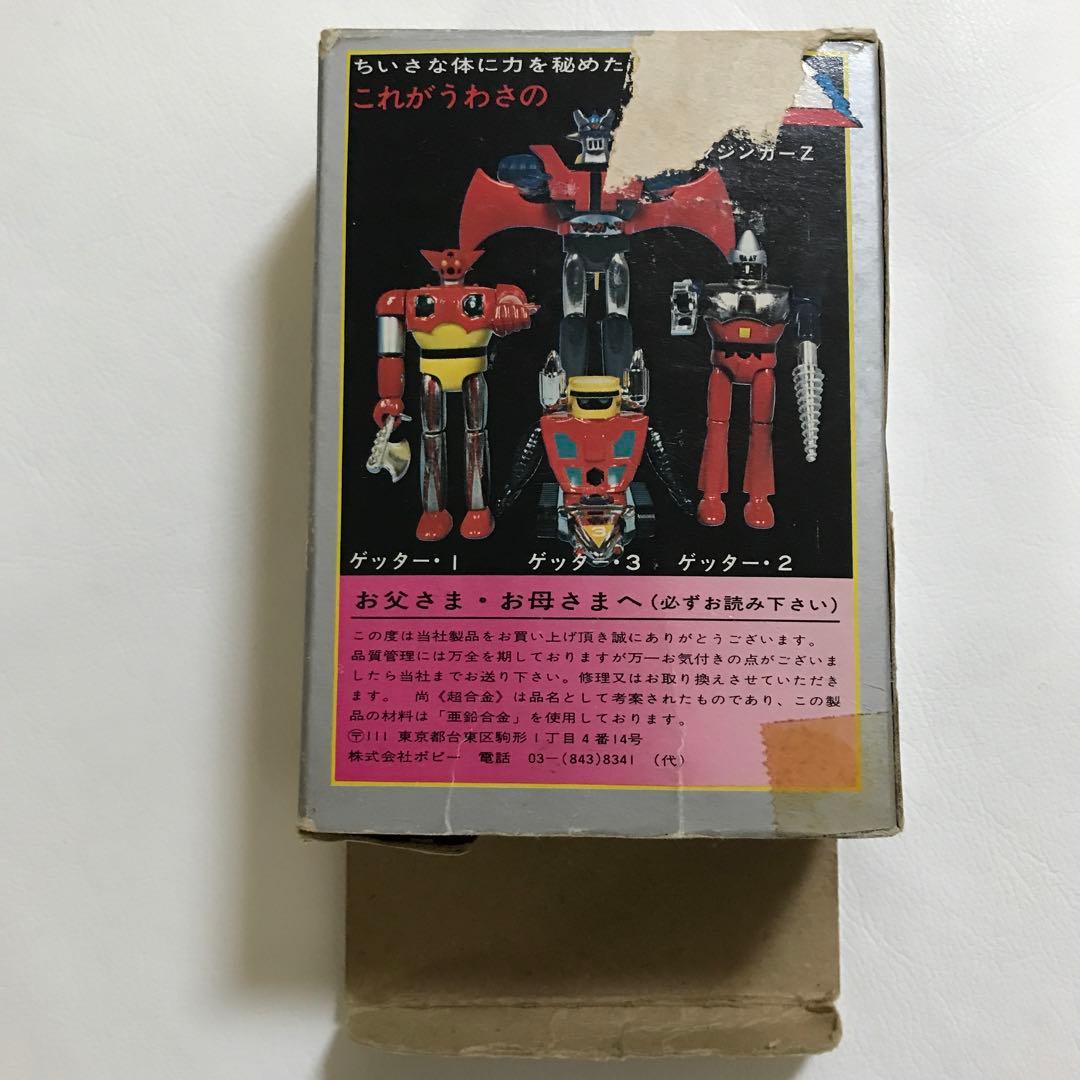 ちいさな体に力を秘めた
これがうわさの
ジンガーZ
ゲッター・1
ゲッター・3
ゲッター・2
お父さま・お母さまへ(必ずお読み下さい)
この度は当社製品をお買い上げ頂き誠にありがとうございます。
品質管理には万全を期しておりますが万一お気付きの点がございま
したら当社までお送り下さい。修理又はお取り換えさせていただき
ます。 尚《超合金》は品名として考案されたものであり、この製
品の材料は「亜鉛合金」を使用しております。
〒111 東京都台東区駒形1丁目4番14号
株式会社ポピー 電話 03-(843)8341 (代)